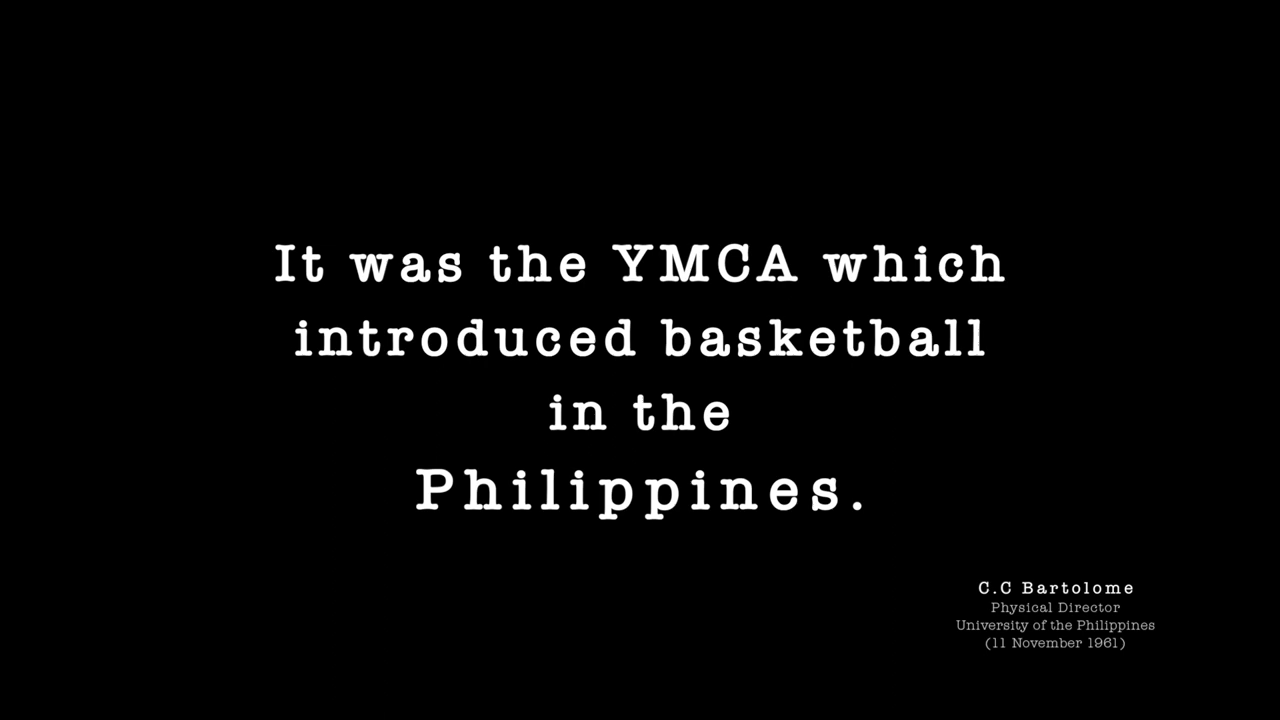 It was the YMCA which
introduced basketball
in the
Philippines.
C.C Bartolome
Physical Director
University of the Philippines
(11 November 1961)